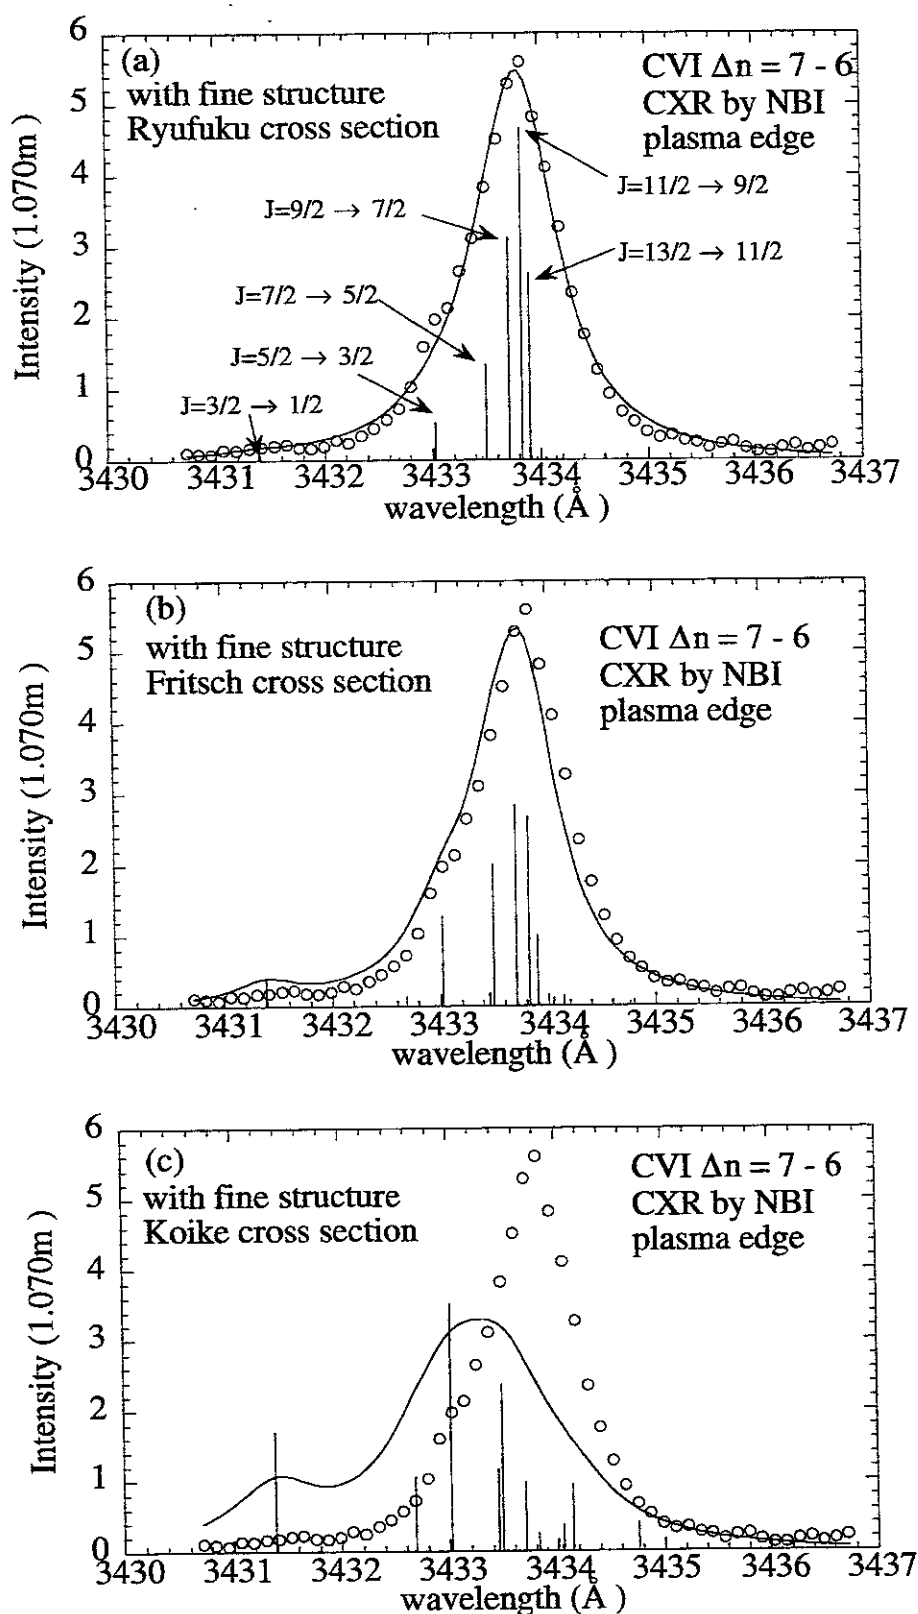 6
5
4
3
2
1
0
Intensity (1.070m )
(a)
with fine structure
Ryufuku cross section
CVI Δn = 7 - 6
CXR by NBI
plasma edge
J=11/2 → 9/2
J=9/2 → 7/2
J=13/2 → 11/2
J=7/2 → 5/2
J=5/2 → 3/2
J=3/2 → 1/2
3430 3431 3432 3433 3434 3435 3436 3437
wavelength (Å )
6
5
4
3
2
1
0
Intensity (1.070m )
(b)
with fine structure
Fritsch cross section
CVI Δn = 7 - 6
CXR by NBI
plasma edge
3430 3431 3432 3433 3434 3435 3436 3437
wavelength (Å )
6
5
4
3
2
1
0
Intensity (1.070m )
(c)
with fine structure
Koike cross section
CVI Δn = 7 - 6
CXR by NBI
plasma edge
3430 3431 3432 3433 3434 3435 3436 3437
wavelength (Å )